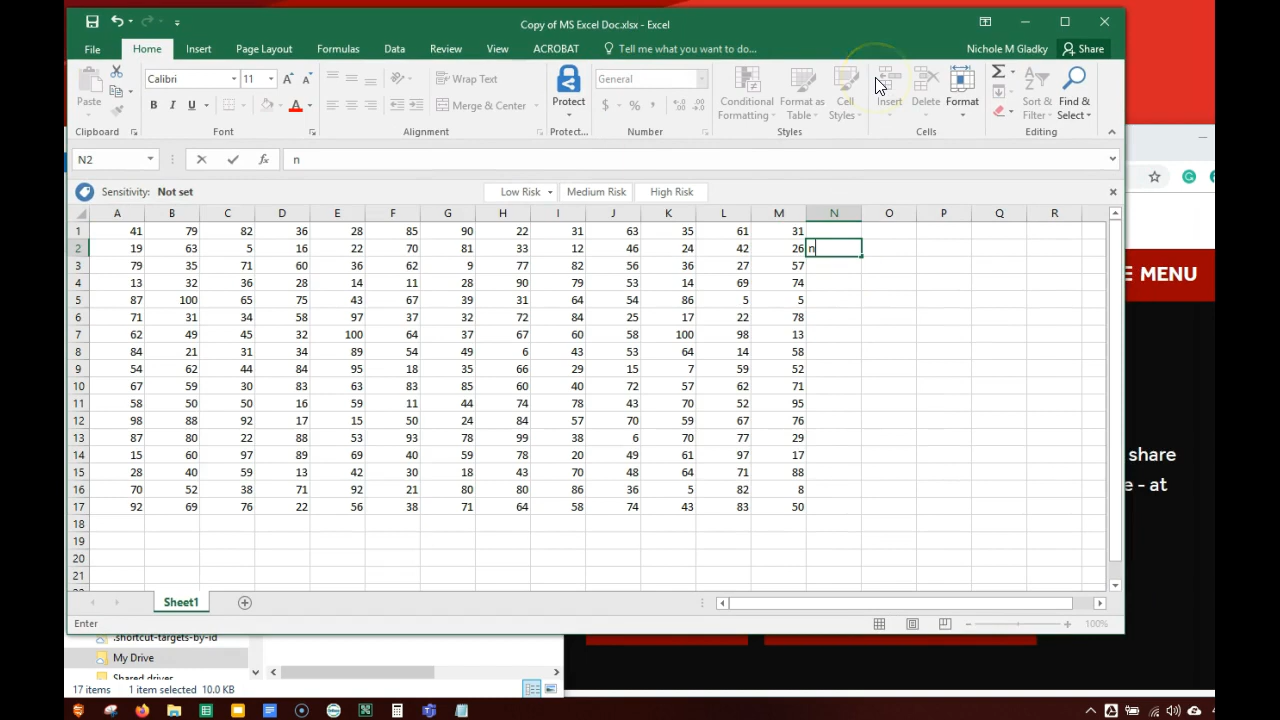 Copy of MS Excel Doc.xlsx - Excel
File Home Insert Page Layout Formulas Data Review View ACROBAT Tell me what you want to do... Nichole M Gladky Share
Calibri 11 Wrap Text General
Paste Protect Conditional Format as Cell Insert Delete Format Sort & Find &
B I U Merge & Center $ % Formatting Table Styles Filter Select
Clipboard Font Alignment Protect... Number Styles Cells Editing
N2 fx n
Sensitivity: Not set Low Risk Medium Risk High Risk
A B C D E F G H I J K L M N O P Q R
1 41 79 82 36 28 85 90 22 31 63 35 61 31
2 19 63 5 16 22 70 81 33 12 46 24 42 26 n
3 79 35 71 60 36 62 9 77 82 56 36 27 57
4 13 32 36 28 14 11 28 90 79 53 14 69 74
5 87 100 65 75 43 67 39 31 64 54 86 5 5
6 71 31 34 58 97 37 32 72 84 25 17 22 78
7 62 49 45 32 100 64 37 67 60 58 100 98 13
8 84 21 31 34 89 54 49 6 43 53 64 14 58
9 54 62 44 84 95 18 35 66 29 15 7 59 52
10 67 59 30 83 63 83 85 60 40 72 57 62 71
11 58 50 50 16 59 11 44 74 78 43 70 52 95
12 98 88 92 17 15 50 24 84 57 70 59 67 76
13 87 80 22 88 53 93 78 99 38 6 70 77 29
14 15 60 97 89 69 40 59 78 20 49 61 97 17
15 28 40 59 13 42 30 18 43 70 48 64 71 88
16 70 52 38 71 92 21 80 80 86 36 5 82 8
17 92 69 76 22 56 38 71 64 58 74 43 83 50
18
19
20
21
Sheet1
Enter 100%
E MENU
share
e - at
.shortcut-targets-by-id
My Drive
Shared drives
17 items 1 item selected 10.0 KB